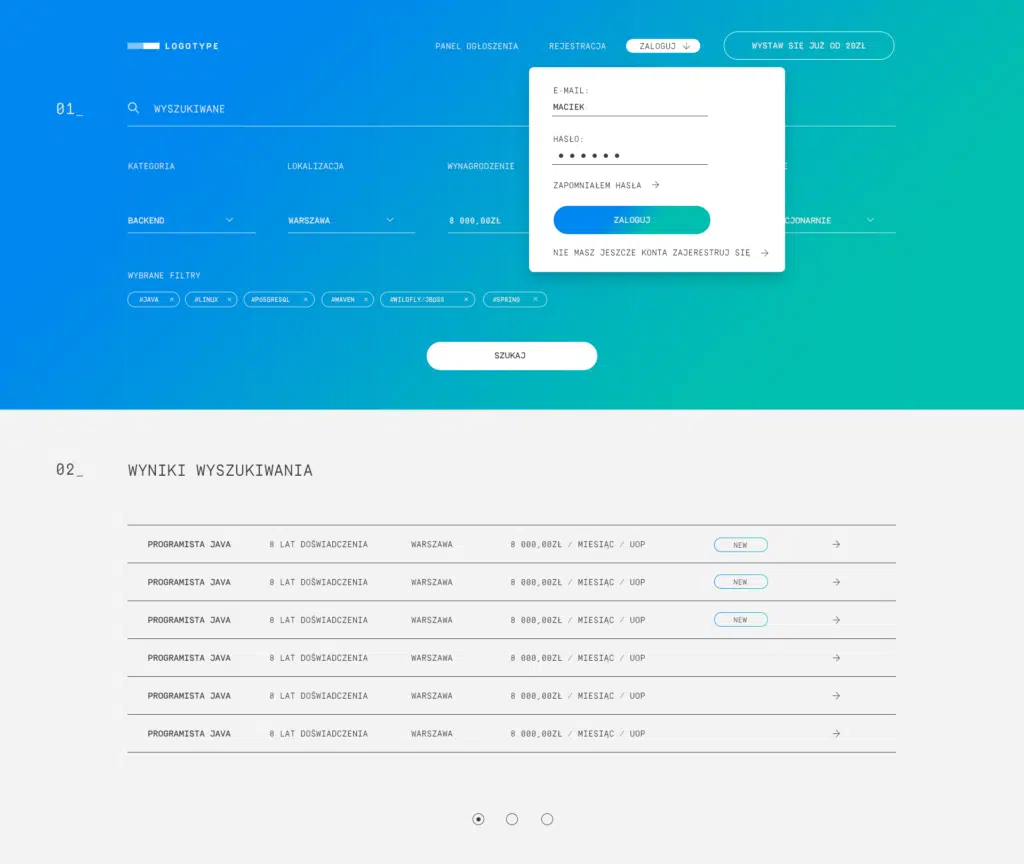 LOGOTYPE
PANEL OGŁOSZENIA
REJESTRACJA
ZALOGUJ
WYSTAW SIĘ JUŻ OD 29ZŁ
E-MAIL:
MACIEK
HASŁO:
ZAPOMNIAŁEM HASŁA
ZALOGUJ
NIE MASZ JESZCZE KONTA ZAJERESTRUJ SIĘ
01_
WYSZUKIWANE
KATEGORIA
LOKALIZACJA
WYNAGRODZENIE
E
BACKEND
WARSZAWA
8 000,00ZŁ
CJONARNIE
WYBRANE FILTRY
#JAVA ×
#LINUX ×
#POSGRESQL ×
#MAVEN ×
#WILDFLY/JBOSS ×
#SPRING ×
SZUKAJ
02_
WYNIKI WYSZUKIWANIA
PROGRAMISTA JAVA 8 LAT DOŚWIADCZENIA WARSZAWA 8 000,00ZŁ / MIESIĄC / UOP NEW
PROGRAMISTA JAVA 8 LAT DOŚWIADCZENIA WARSZAWA 8 000,00ZŁ / MIESIĄC / UOP NEW
PROGRAMISTA JAVA 8 LAT DOŚWIADCZENIA WARSZAWA 8 000,00ZŁ / MIESIĄC / UOP NEW
PROGRAMISTA JAVA 8 LAT DOŚWIADCZENIA WARSZAWA 8 000,00ZŁ / MIESIĄC / UOP
PROGRAMISTA JAVA 8 LAT DOŚWIADCZENIA WARSZAWA 8 000,00ZŁ / MIESIĄC / UOP
PROGRAMISTA JAVA 8 LAT DOŚWIADCZENIA WARSZAWA 8 000,00ZŁ / MIESIĄC / UOP